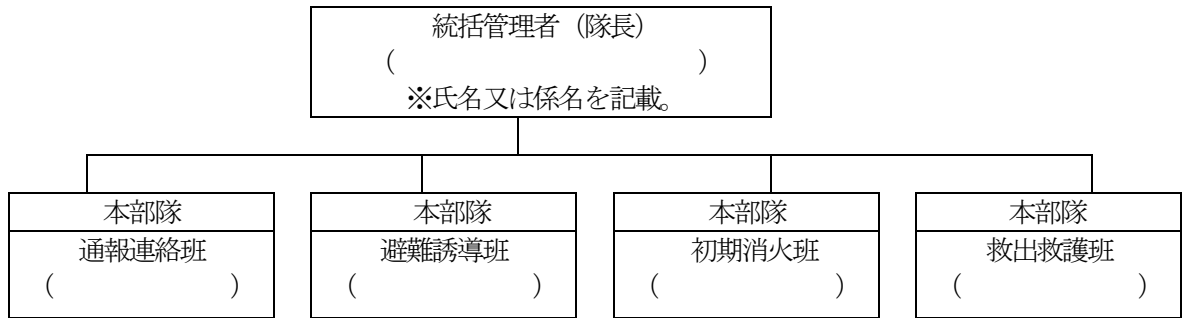 統括管理者（隊長）
（　　　　　　　　　　　）
※氏名又は係名を記載。
本部隊
通報連絡班
（　　　　　　　）
本部隊
避難誘導班
（　　　　　　　）
本部隊
初期消火班
（　　　　　　　）
本部隊
救出救護班
（　　　　　　　）